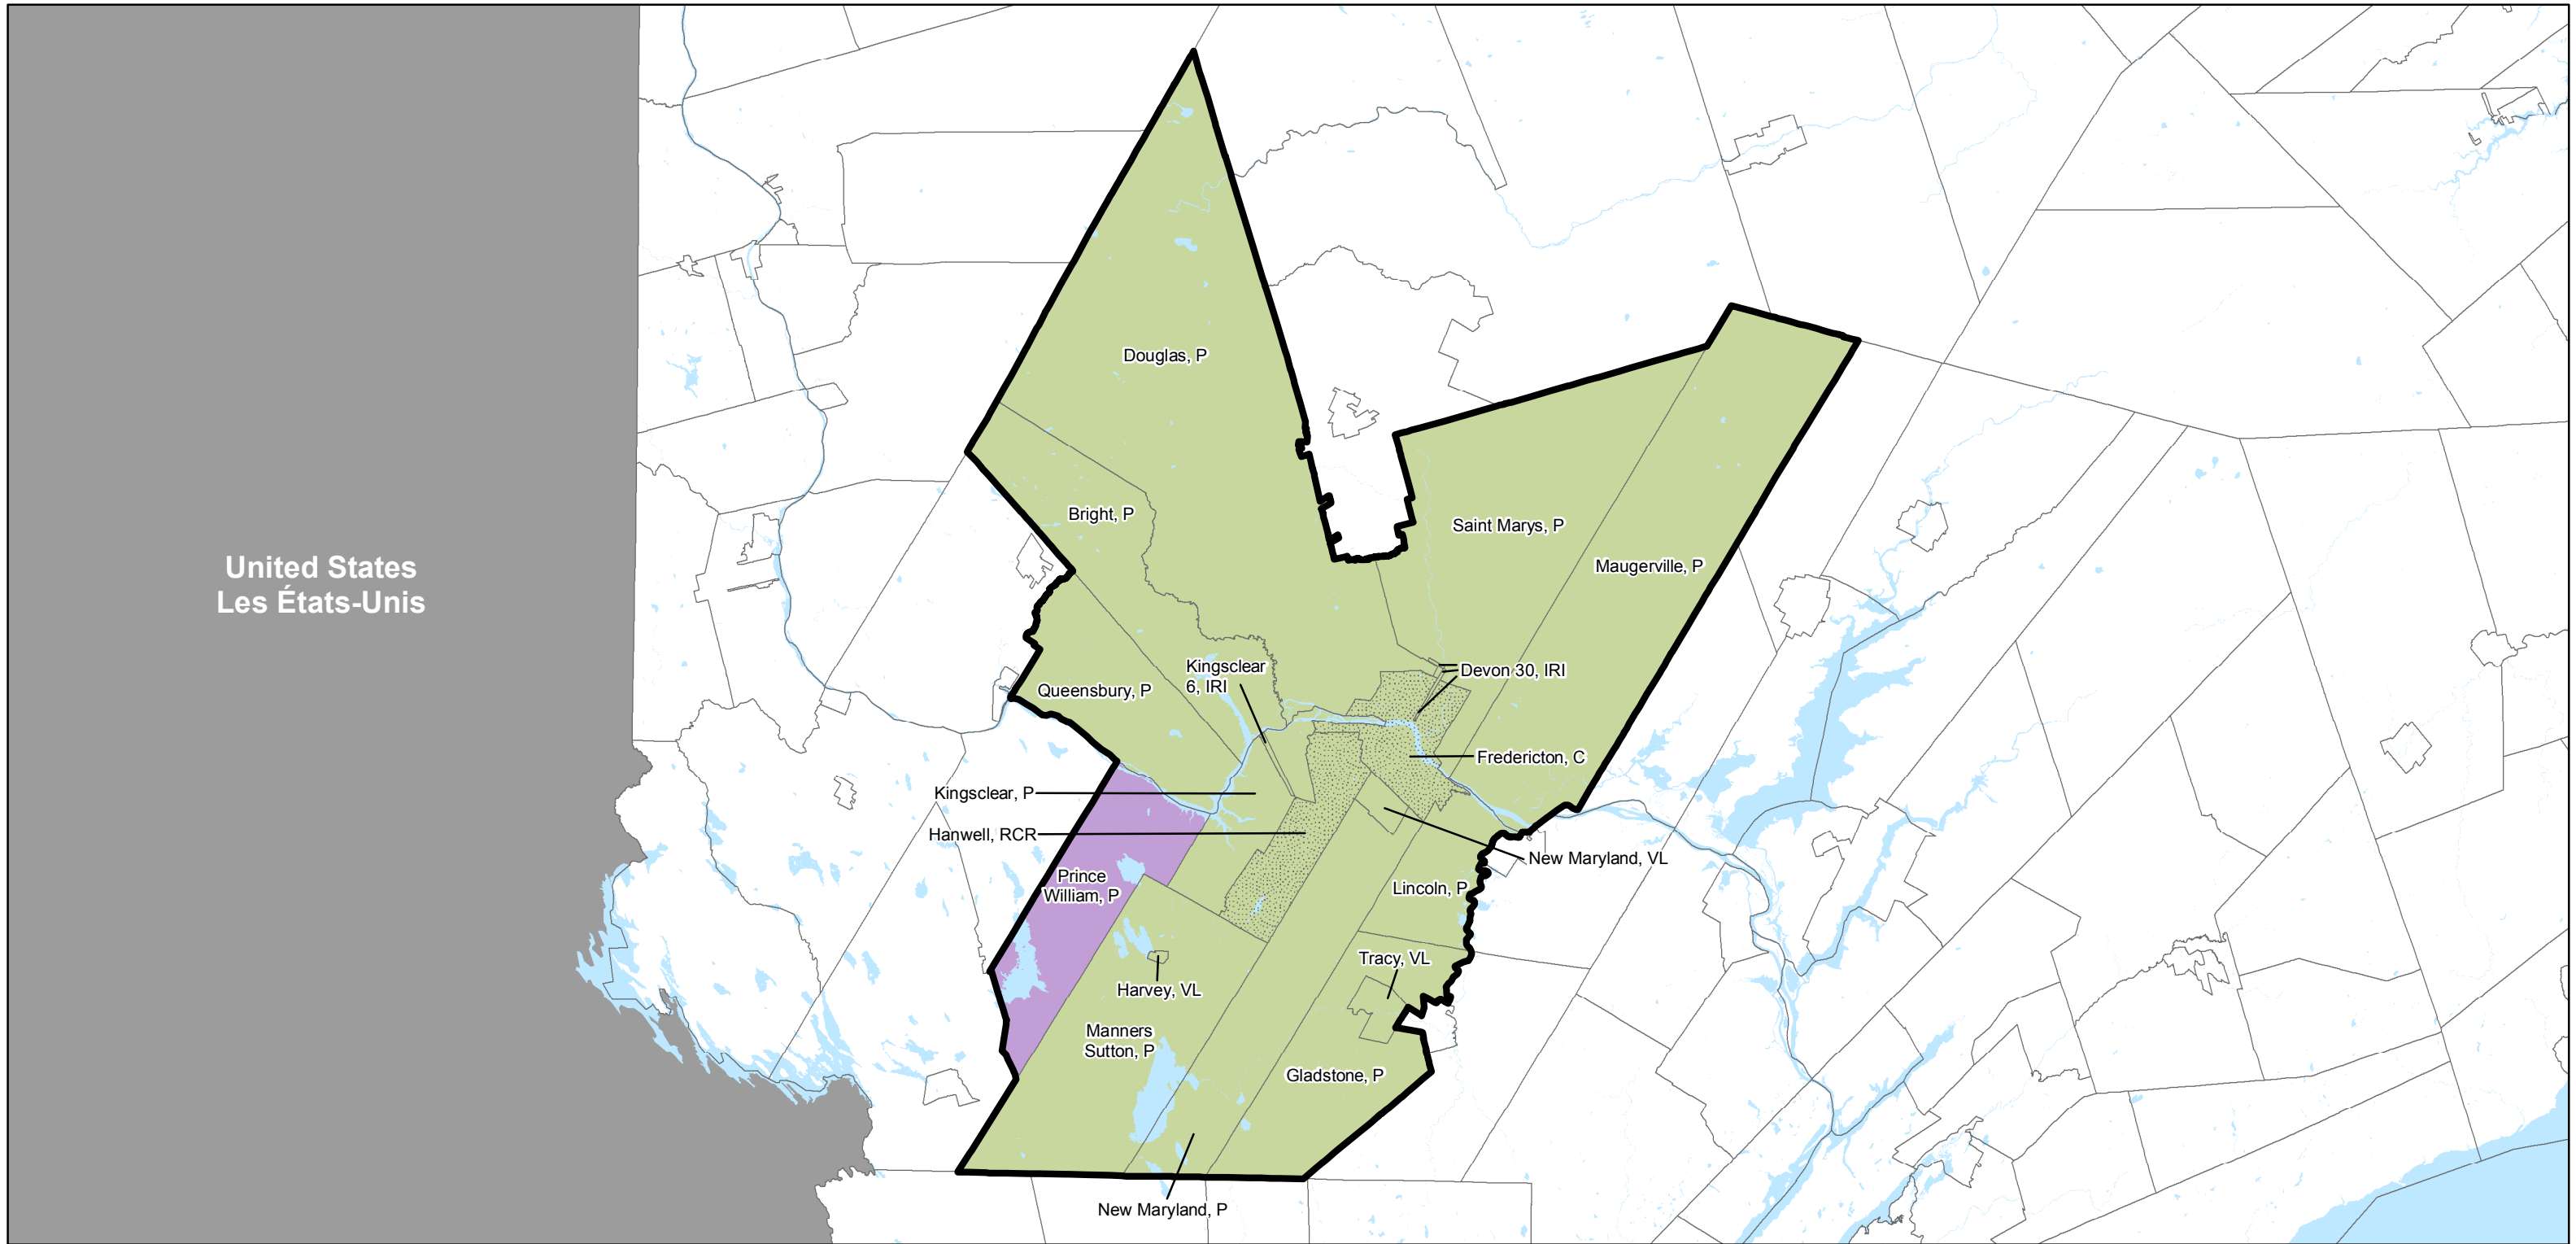 Douglas, P
Bright, P
Saint Marys, P
Maugerville, P
United States
Les États-Unis
Kingsclear
6, IRI
Devon 30, IRI
Queensbury, P
Fredericton, C
Kingsclear, P
Hanwell, RCR
New Maryland, VL
Prince
William, P
Lincoln, P
Tracy, VL
Harvey, VL
Manners
Sutton, P
Gladstone, P
New Maryland, P